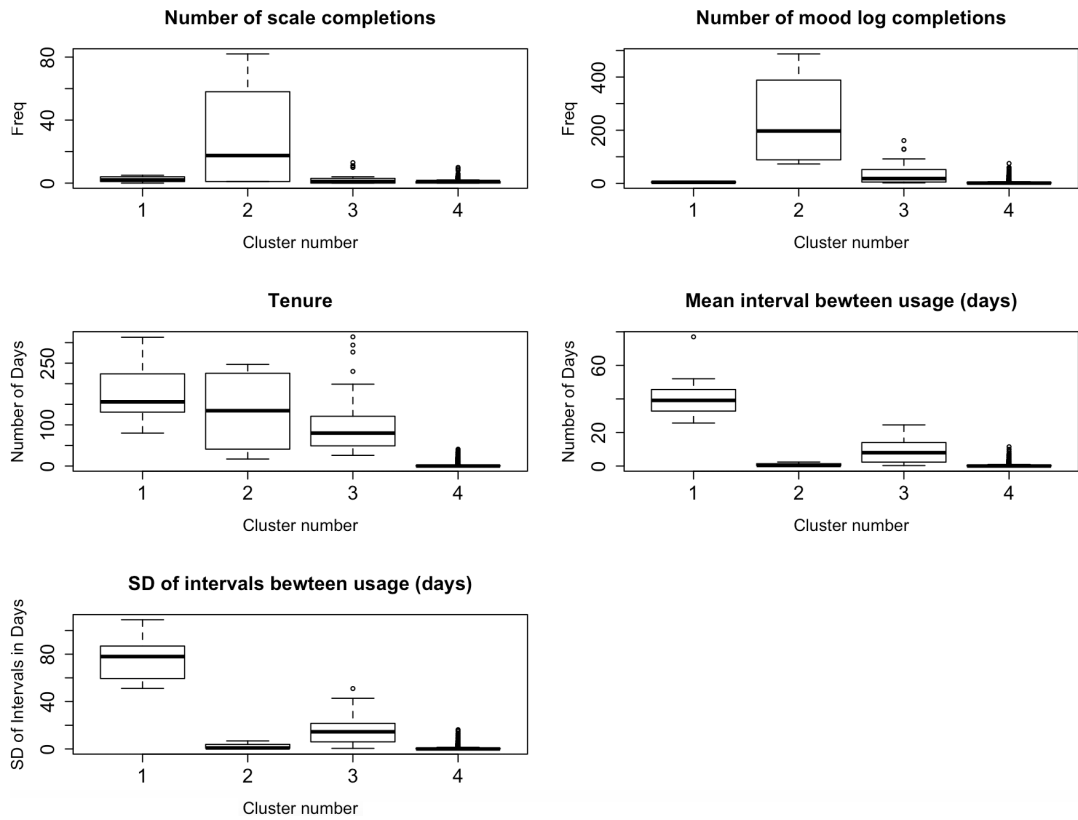 Number of scale completions
Freq
80
40
0
1 2 3 4
Cluster number
Number of mood log completions
Freq
400
200
0
1 2 3 4
Cluster number
Tenure
Number of Days
250
100
0
1 2 3 4
Cluster number
Mean interval bewteen usage (days)
Number of Days
60
20
0
1 2 3 4
Cluster number
SD of intervals bewteen usage (days)
SD of Intervals in Days
80
40
0
1 2 3 4
Cluster number